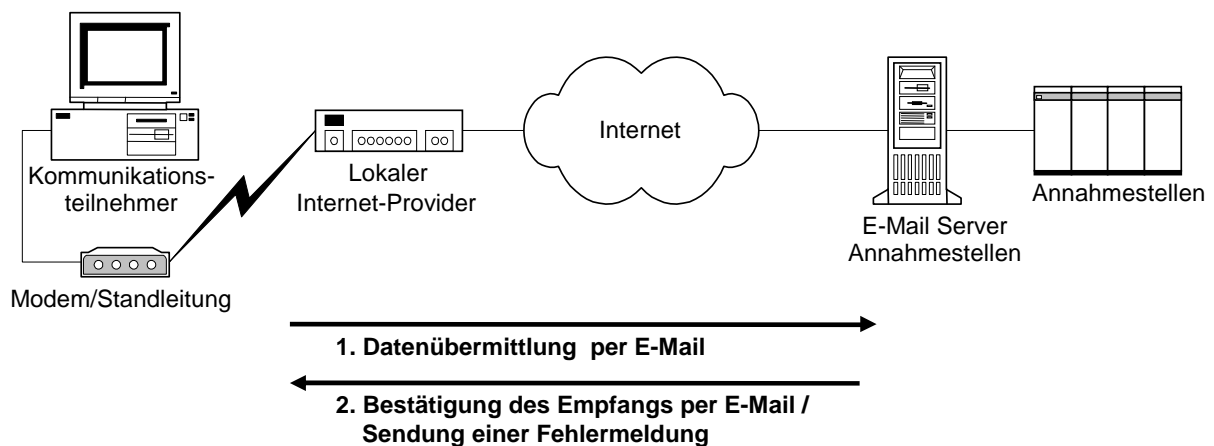 Internet
Kommunikations-
teilnehmer
Lokaler
Internet-Provider
Annahmestellen
E-Mail Server
Annahmestellen
Modem/Standleitung
1. Datenübermittlung per E-Mail
2. Bestätigung des Empfangs per E-Mail /
Sendung einer Fehlermeldung